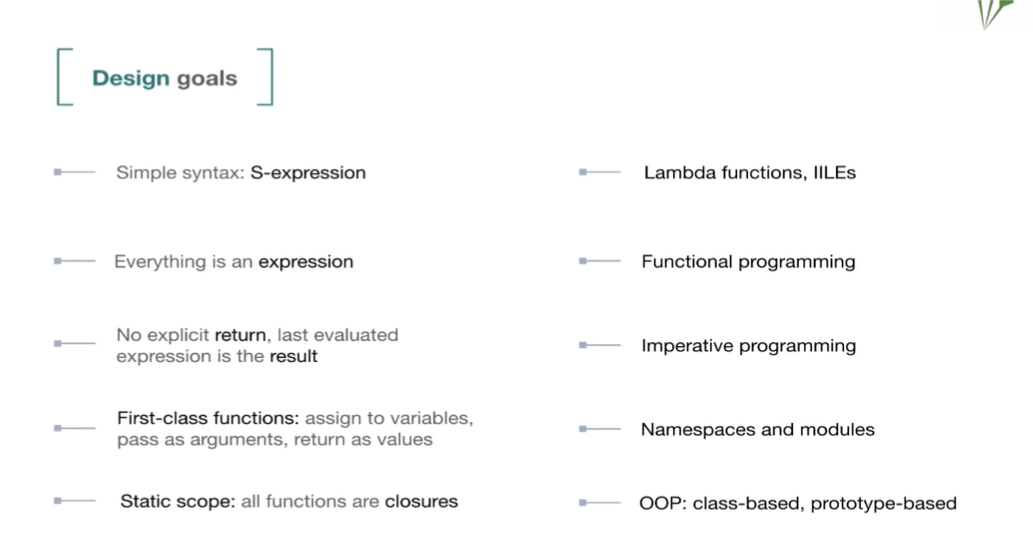 Design goals
Simple syntax: S-expression
Everything is an expression
No explicit return, last evaluated
expression is the result
First-class functions: assign to variables,
pass as arguments, return as values
Static scope: all functions are closures
Lambda functions, IILEs
Functional programming
Imperative programming
Namespaces and modules
OOP: class-based, prototype-based